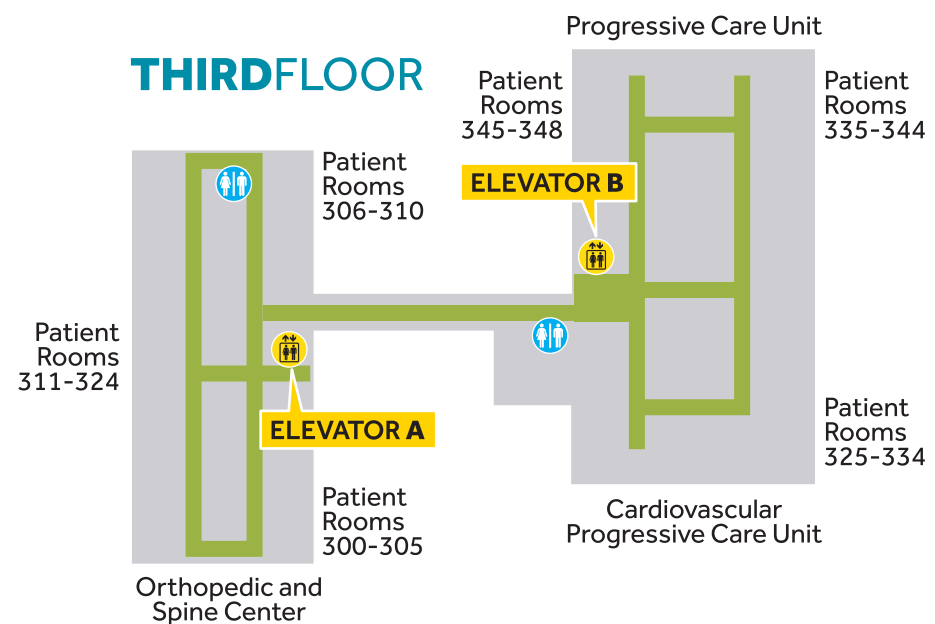 Progressive Care Unit
THIRDFLOOR
Patient
Rooms
345-348
Patient
Rooms
335-344
Patient
Rooms
306-310
ELEVATOR B
Patient
Rooms
311-324
ELEVATOR A
Patient
Rooms
325-334
Patient
Rooms
300-305
Cardiovascular
Progressive Care Unit
Orthopedic and
Spine Center